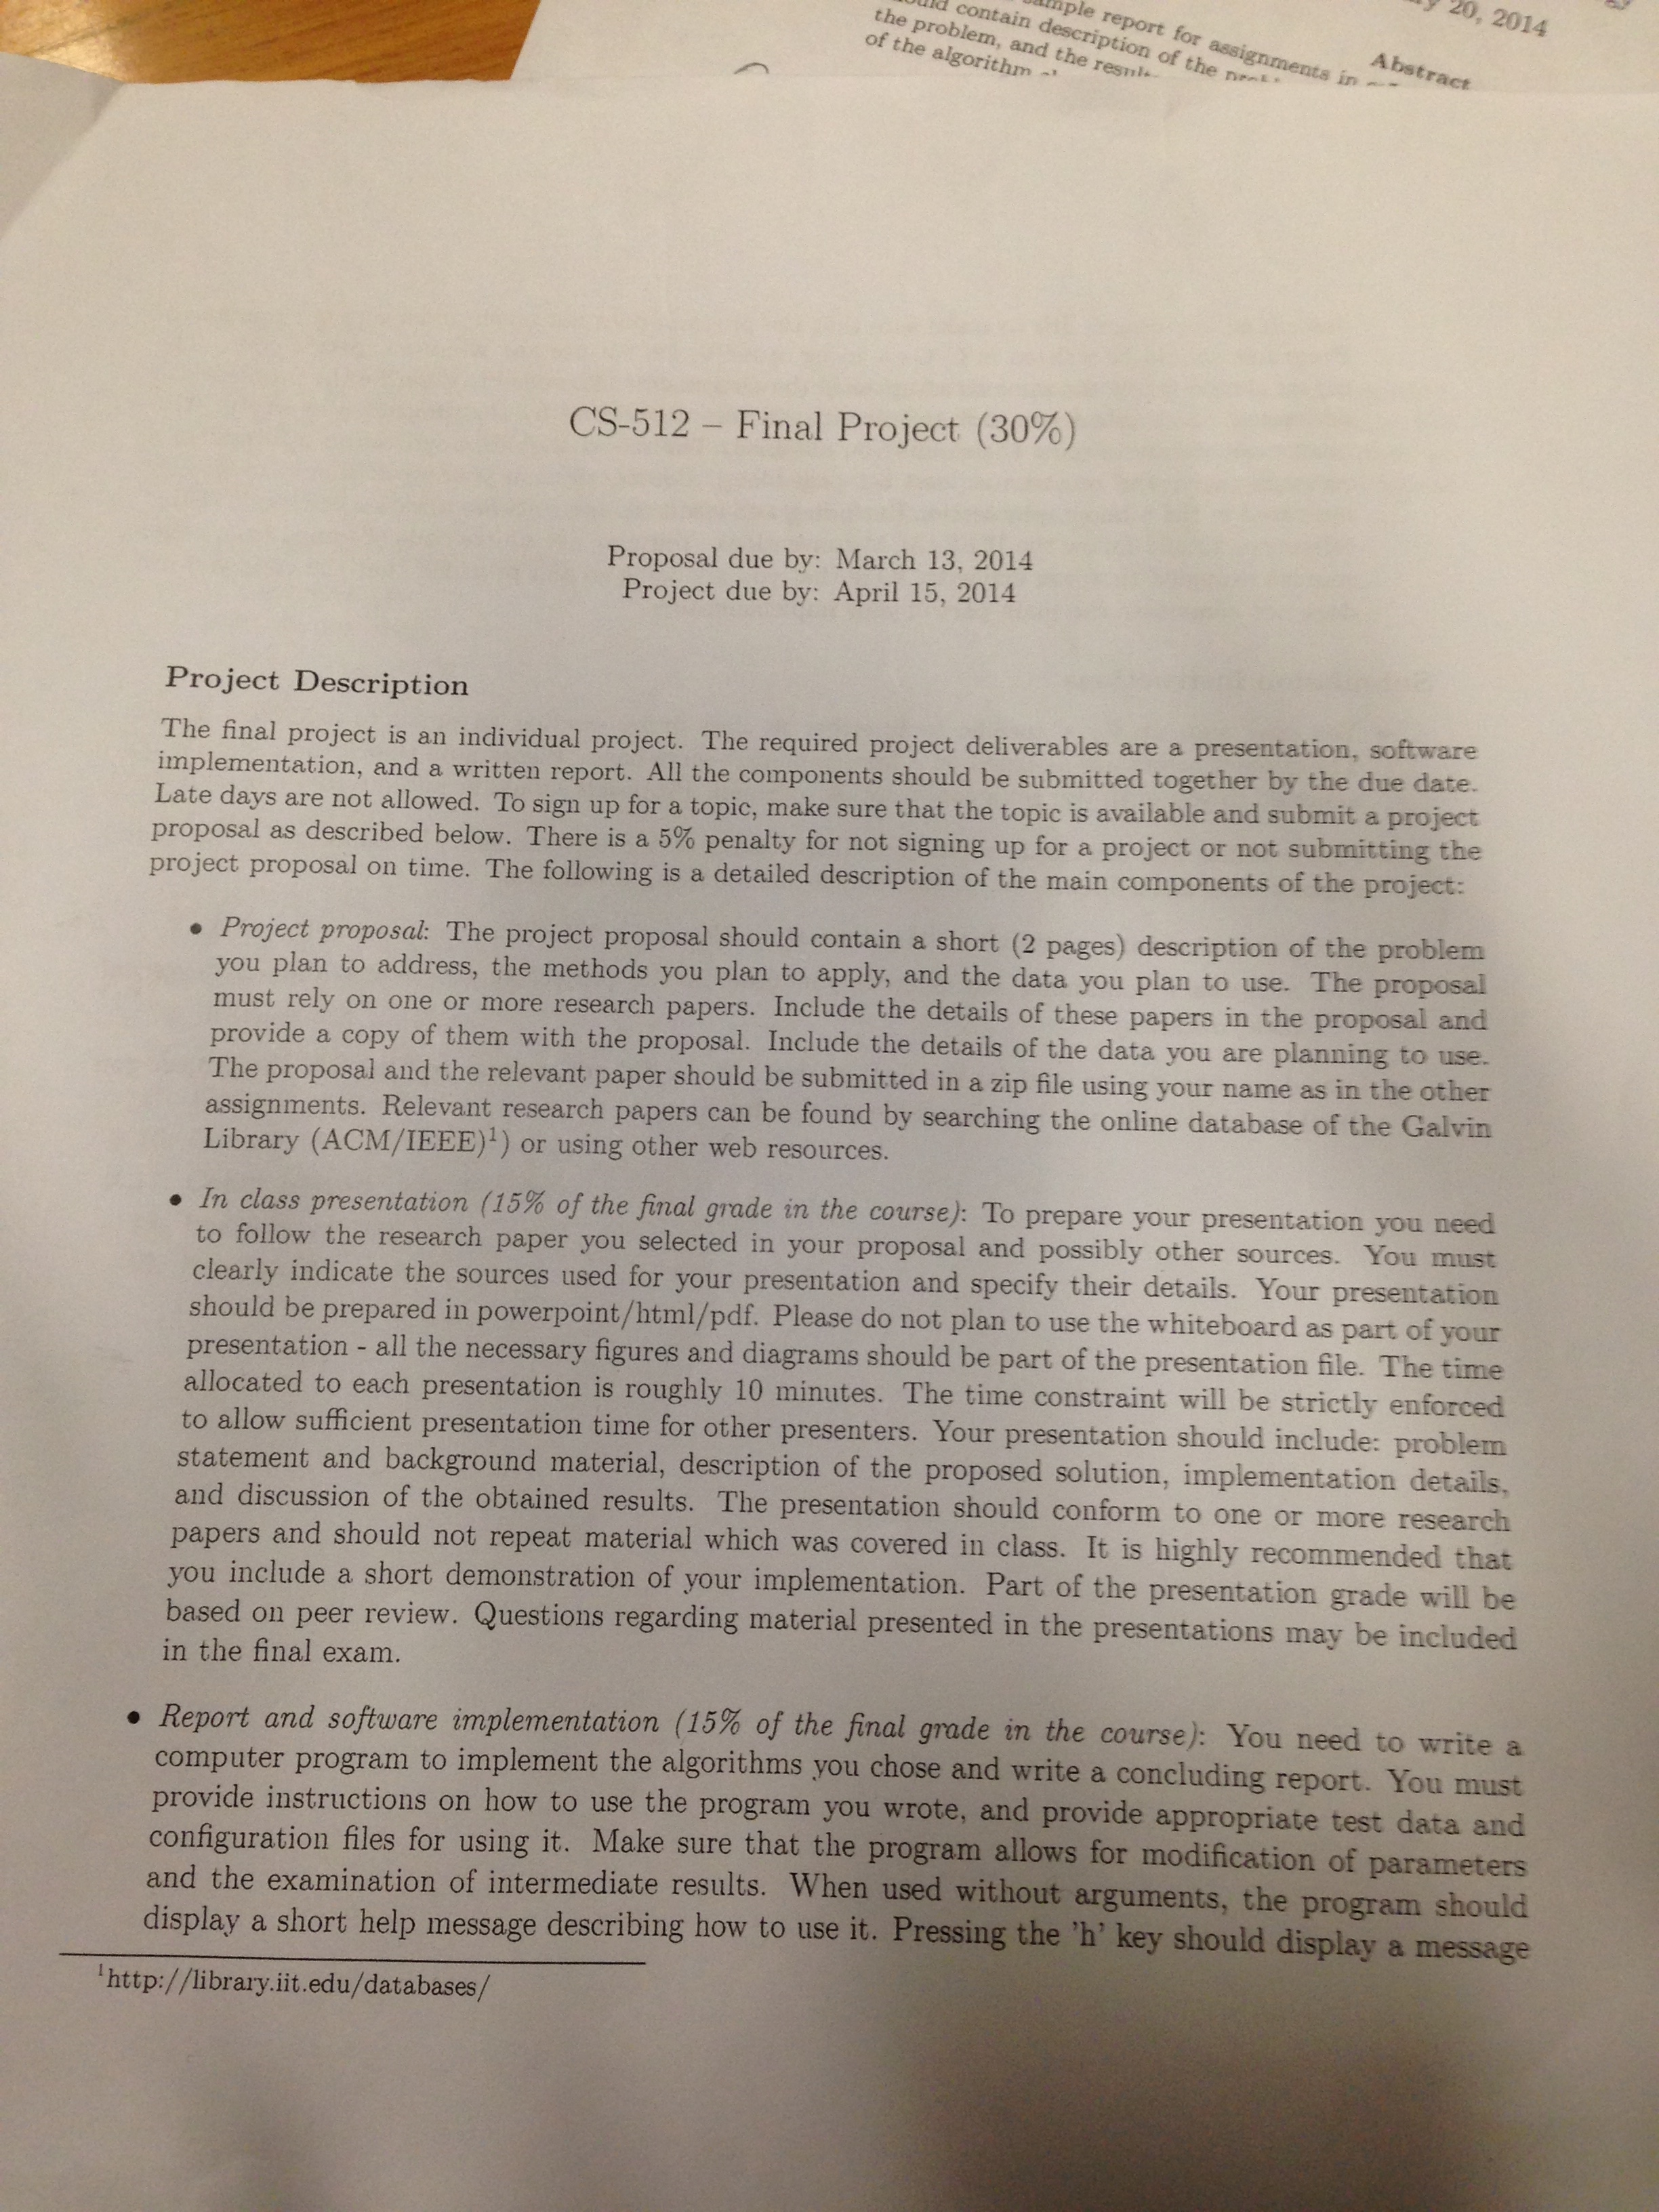 20, 2014
Abstract
sample report for assignments in
contain description of the
the problem, and the
of the algorithm
CS-512 – Final Project (30%)
Proposal due by: March 13, 2014
Project due by: April 15, 2014
Project Description
The final project is an individual project. The required project deliverables are a presentation, software
implementation, and a written report. All the components should be submitted together by the due date.
Late days are not allowed. To sign up for a topic, make sure that the topic is available and submit a project
proposal as described below. There is a 5% penalty for not signing up for a project or not submitting the
project proposal on time. The following is a detailed description of the main components of the project:
• Project proposal: The project proposal should contain a short (2 pages) description of the problem
you plan to address, the methods you plan to apply, and the data you plan to use. The proposal
must rely on one or more research papers. Include the details of these papers in the proposal and
provide a copy of them with the proposal. Include the details of the data you are planning to use.
The proposal and the relevant paper should be submitted in a zip file using your name as in the other
assignments. Relevant research papers can be found by searching the online database of the Galvin
Library (ACM/IEEE)¹) or using other web resources.
• In class presentation (15% of the final grade in the course): To prepare your presentation you need
to follow the research paper you selected in your proposal and possibly other sources. You must
clearly indicate the sources used for your presentation and specify their details. Your presentation
should be prepared in powerpoint/html/pdf. Please do not plan to use the whiteboard as part of your
presentation - all the necessary figures and diagrams should be part of the presentation file. The time
allocated to each presentation is roughly 10 minutes. The time constraint will be strictly enforced
to allow sufficient presentation time for other presenters. Your presentation should include: problem
statement and background material, description of the proposed solution, implementation details,
and discussion of the obtained results. The presentation should conform to one or more research
papers and should not repeat material which was covered in class. It is highly recommended that
you include a short demonstration of your implementation. Part of the presentation grade will be
based on peer review. Questions regarding material presented in the presentations may be included
in the final exam.
• Report and software implementation (15% of the final grade in the course): You need to write a
computer program to implement the algorithms you chose and write a concluding report. You must
provide instructions on how to use the program you wrote, and provide appropriate test data and
configuration files for using it. Make sure that the program allows for modification of parameters
and the examination of intermediate results. When used without arguments, the program should
display a short help message describing how to use it. Pressing the 'h' key should display a message
¹http://library.iit.edu/databases/